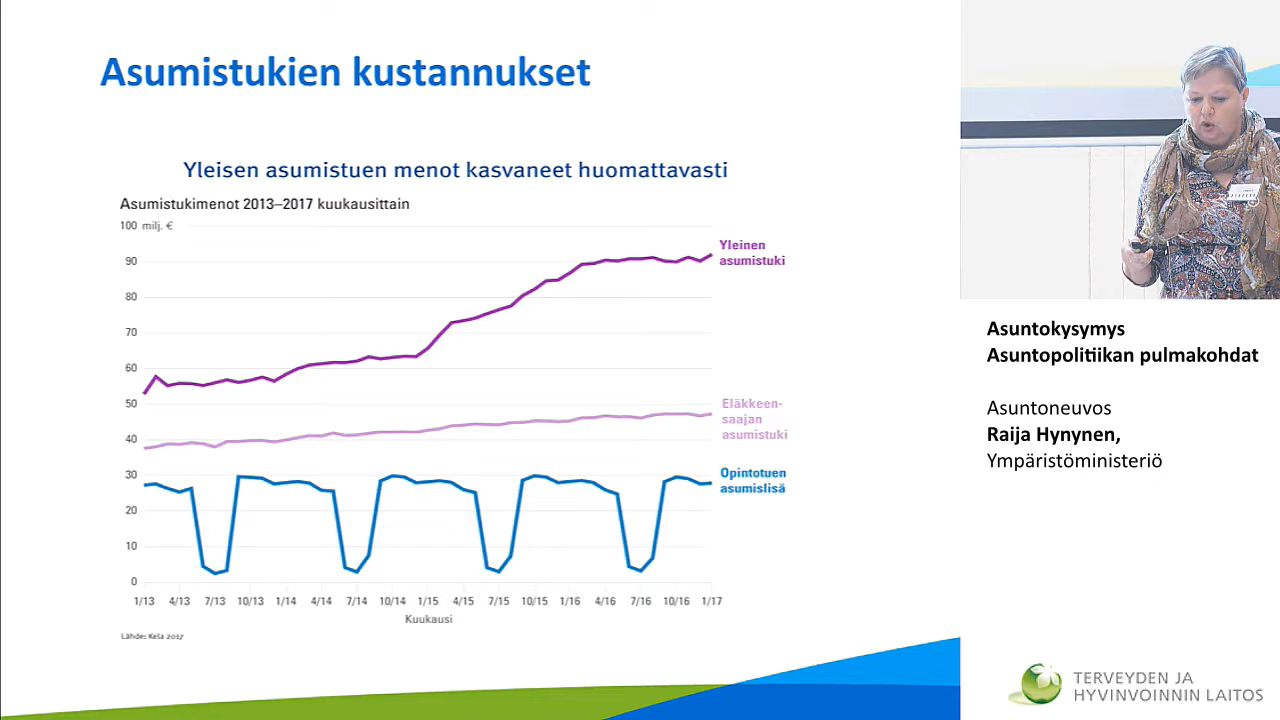 Asumistukien kustannukset
Yleisen asumistuen menot kasvaneet huomattavasti
Asumistukimenot 2013–2017 kuukausittain
100 milj. €
90
80
70
60
50
40
30
20
10
0
Yleinen
asumistuki
Eläkkeen-
saajan
asumistuki
Opintotuen
asumislisä
1/13 4/13 7/13 10/13 1/14 4/14 7/14 10/14 1/15 4/15 7/15 10/15 1/16 4/16 7/16 10/16 1/17
Kuukausi
Lähde: Kela 2017
Asuntokysymys
Asuntopolitiikan pulmakohdat
Asuntoneuvos
Raija Hynynen,
Ympäristöministeriö
TERVEYDEN JA
HYVINVOINNIN LAITOS